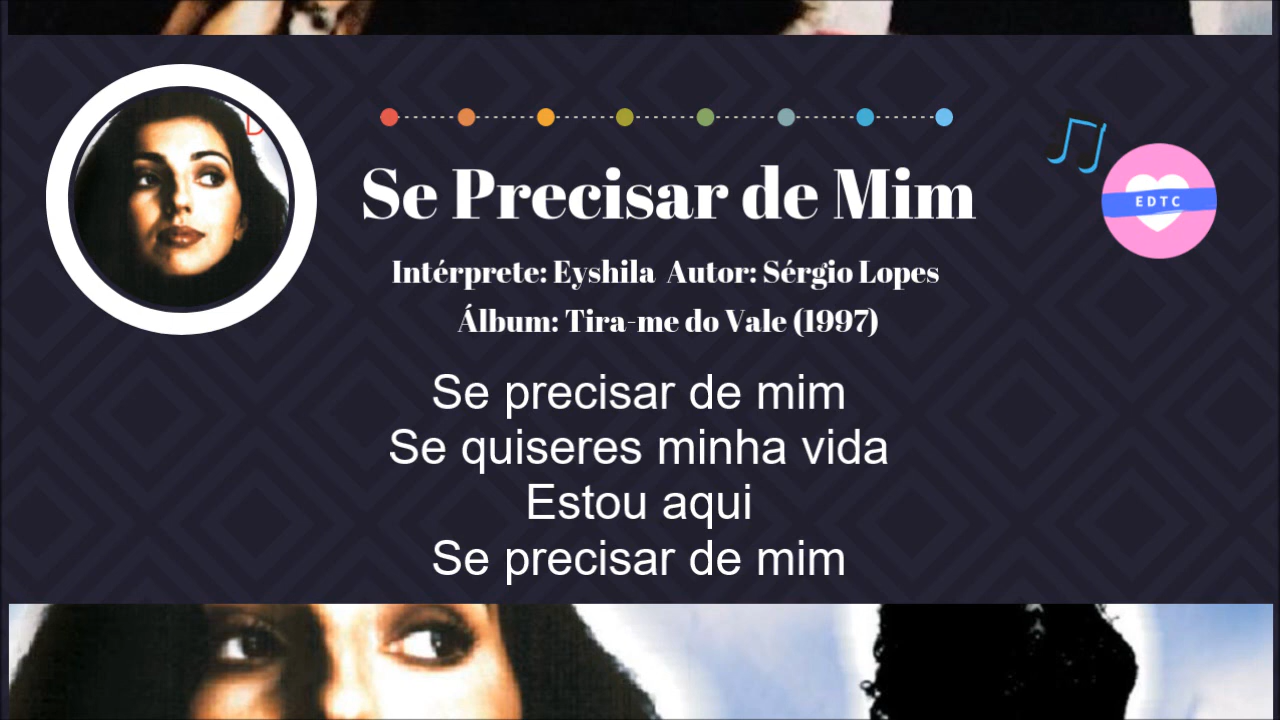 Se Precisar de Mim
EDTC
Intérprete: Eyshila Autor: Sérgio Lopes
Álbum: Tira-me do Vale (1997)
Se precisar de mim
Se quiseres minha vida
Estou aqui
Se precisar de mim